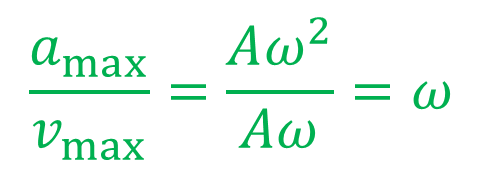 a_max / v_max = Aω² / Aω = ω